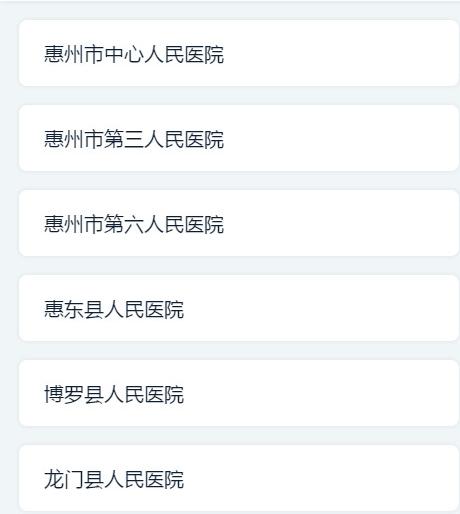 惠州市中心人民医院
惠州市第三人民医院
惠州市第六人民医院
惠东县人民医院
博罗县人民医院
龙门县人民医院